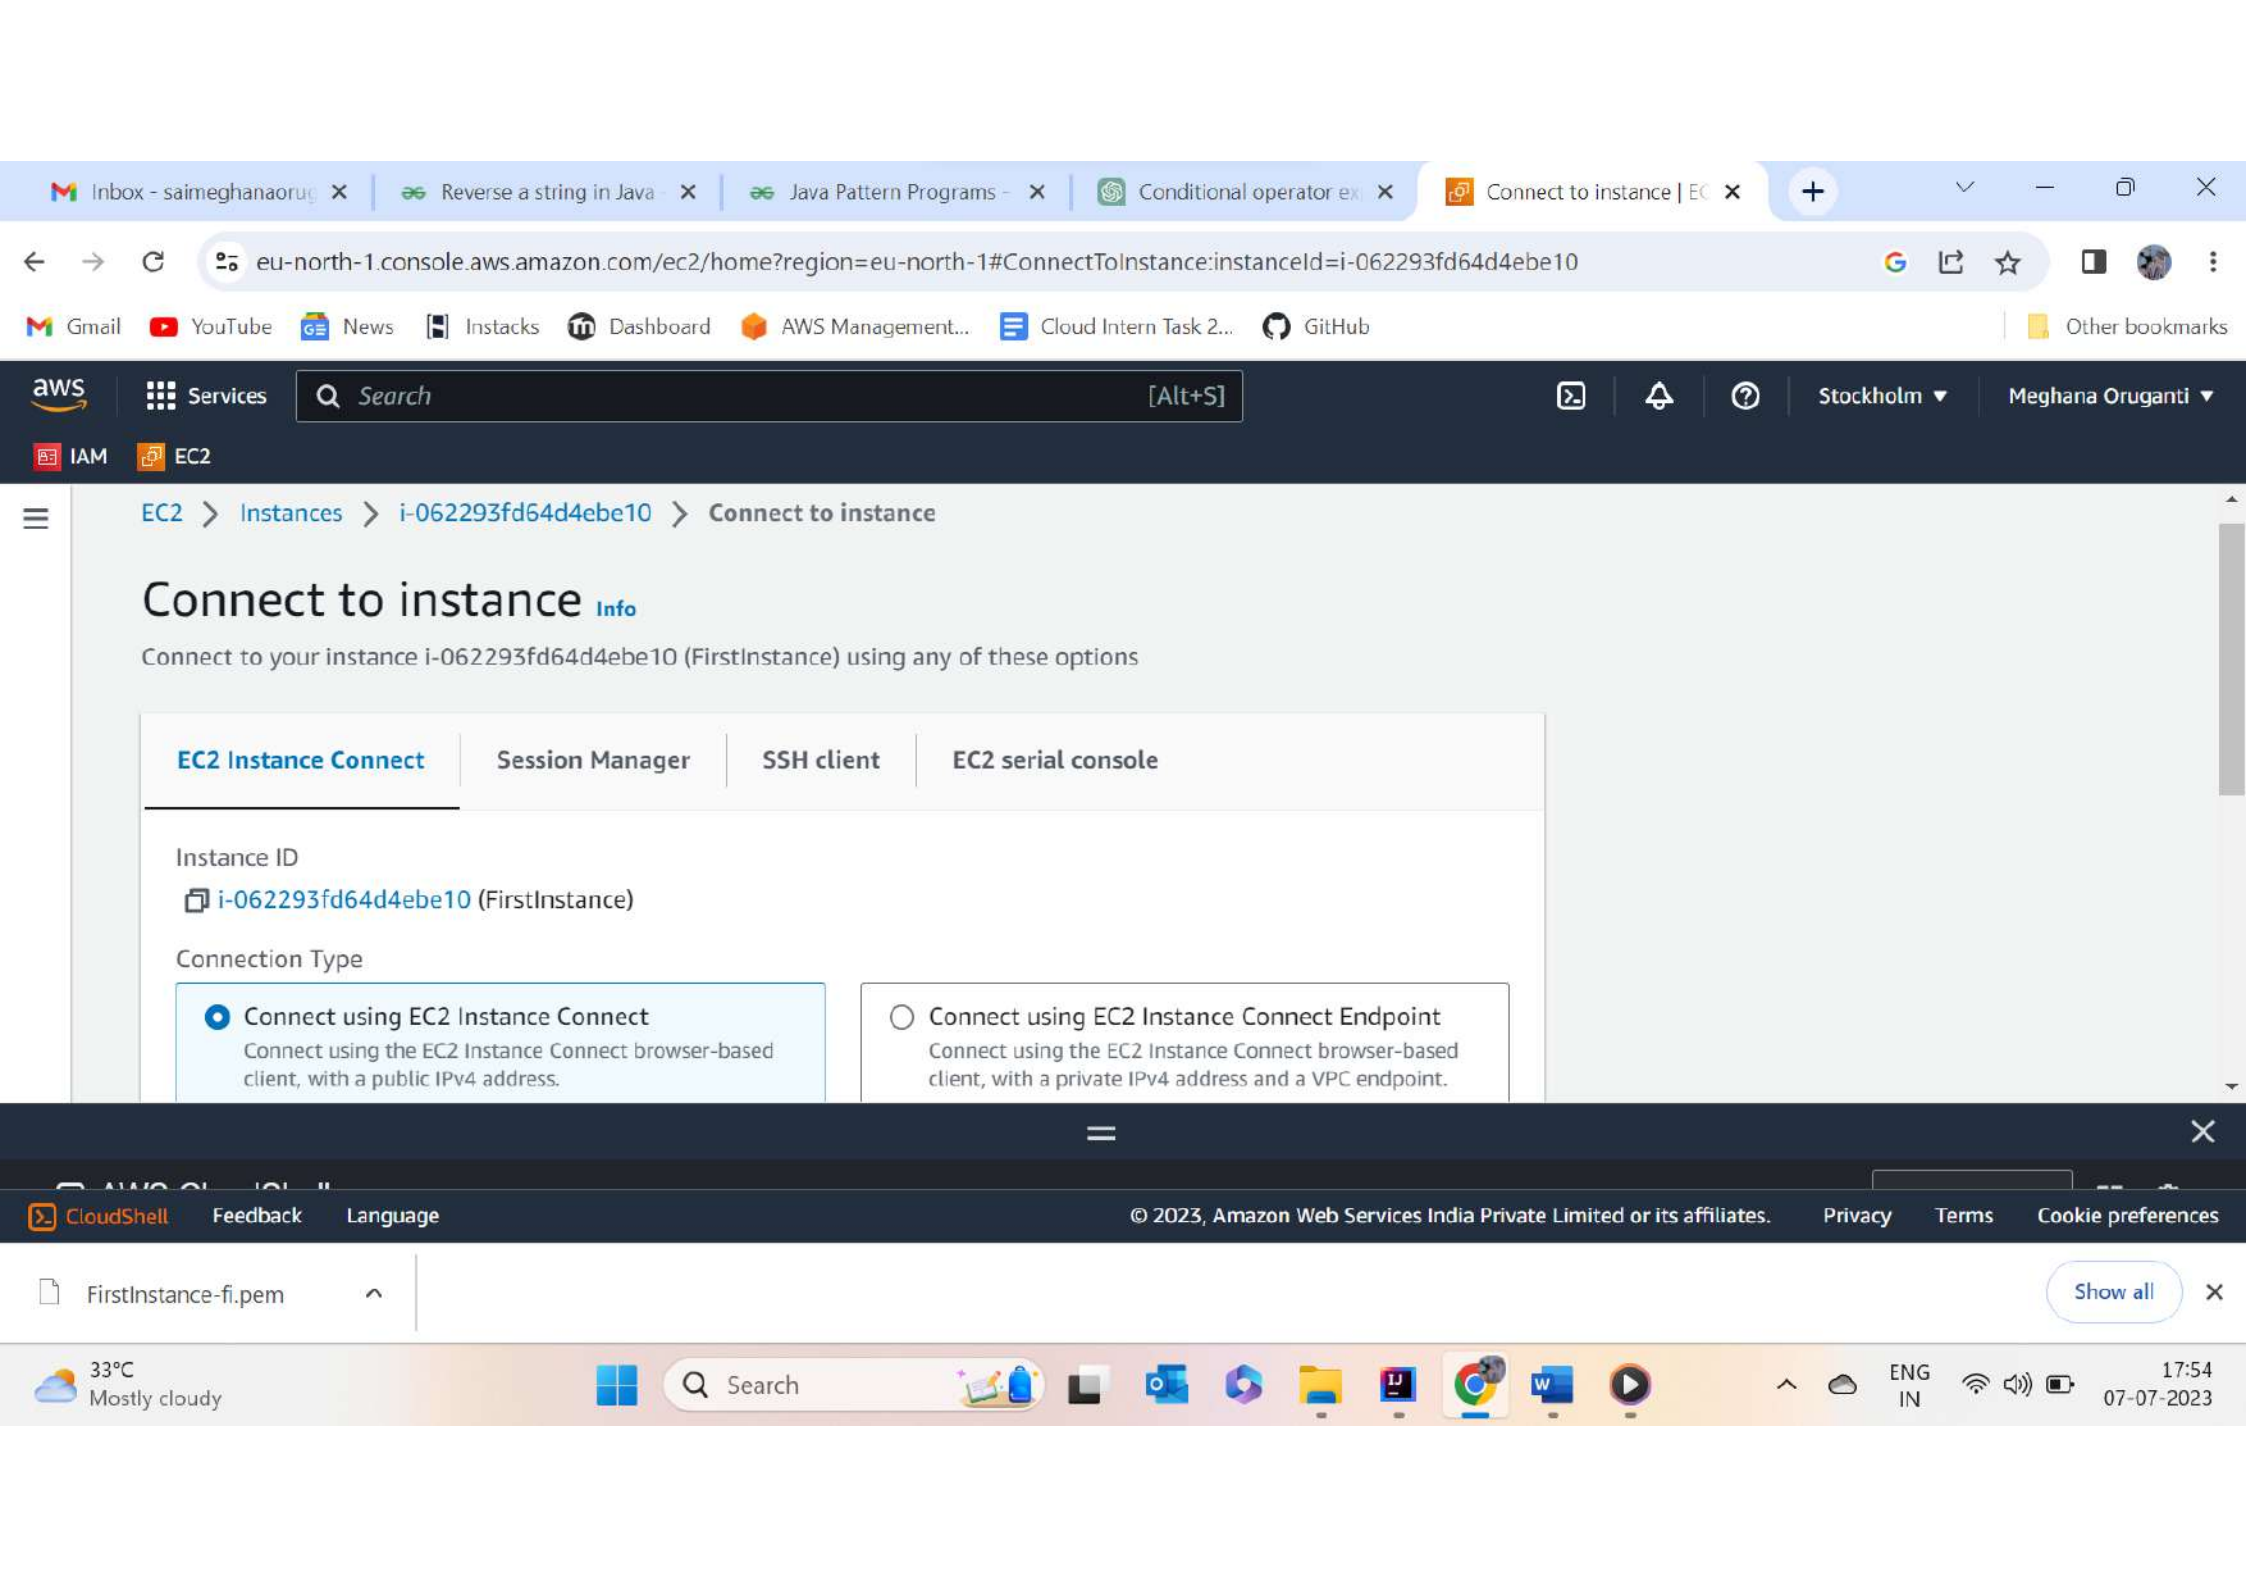 Inbox - saimeghanaorug
Reverse a string in Java -
Java Pattern Programs -
Conditional operator ex
Connect to instance | EC
eu-north-1.console.aws.amazon.com/ec2/home?region=eu-north-1#ConnectToInstance:instanceId=i-062293fd64d4ebe10
Gmail YouTube News Instacks Dashboard AWS Management... Cloud Intern Task 2... GitHub Other bookmarks
aws Services Search [Alt+S] Stockholm Meghana Oruganti
IAM EC2
EC2 Instances i-062293fd64d4ebe10 Connect to instance
Connect to instance Info
Connect to your instance i-062293fd64d4ebe10 (FirstInstance) using any of these options
EC2 Instance Connect Session Manager SSH client EC2 serial console
Instance ID
i-062293fd64d4ebe10 (FirstInstance)
Connection Type
Connect using EC2 Instance Connect
Connect using the EC2 Instance Connect browser-based
client, with a public IPv4 address.
Connect using EC2 Instance Connect Endpoint
Connect using the EC2 Instance Connect browser-based
client, with a private IPv4 address and a VPC endpoint.
CloudShell Feedback Language © 2023, Amazon Web Services India Private Limited or its affiliates. Privacy Terms Cookie preferences
FirstInstance-fi.pem Show all
33°C
Mostly cloudy
Search
ENG
IN
17:54
07-07-2023